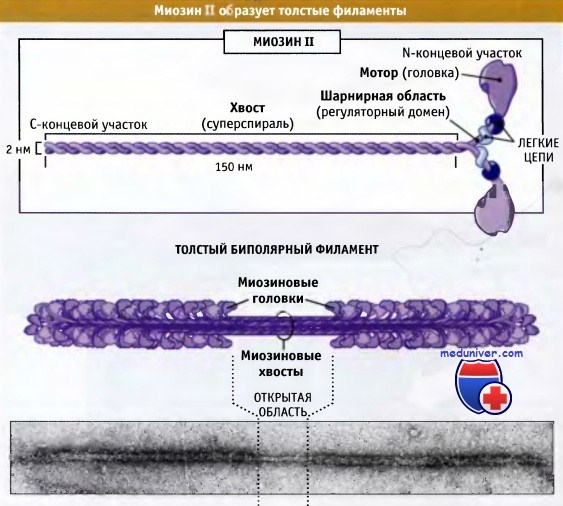 Миозин II образует толстые филаменты
МИОЗИН II
N-концевой участок
Мотор (головка)
Шарнирная область
(регуляторный домен)
Хвост
(суперспираль)
С-концевой участок
2 нм
150 нм
ЛЕГКИЕ
ЦЕПИ
ТОЛСТЫЙ БИПОЛЯРНЫЙ ФИЛАМЕНТ
Миозиновые
головки
meduniver.com
Миозиновые
хвосты
ОТКРЫТАЯ
ОБЛАСТЬ